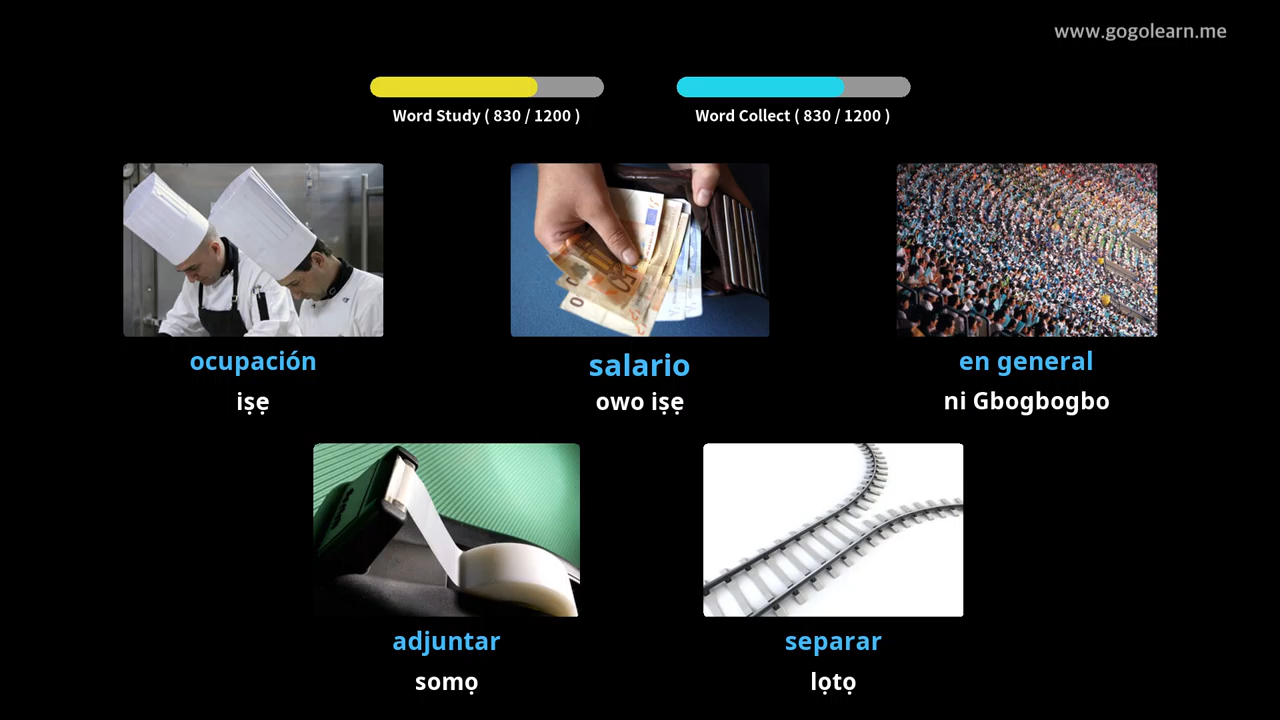 www.gogolearn.me
Word Study ( 830 / 1200 )
Word Collect ( 830 / 1200 )
ocupación
iṣẹ
salario
owo iṣẹ
en general
ni Gbogbogbo
adjuntar
somọ
separar
lọtọ